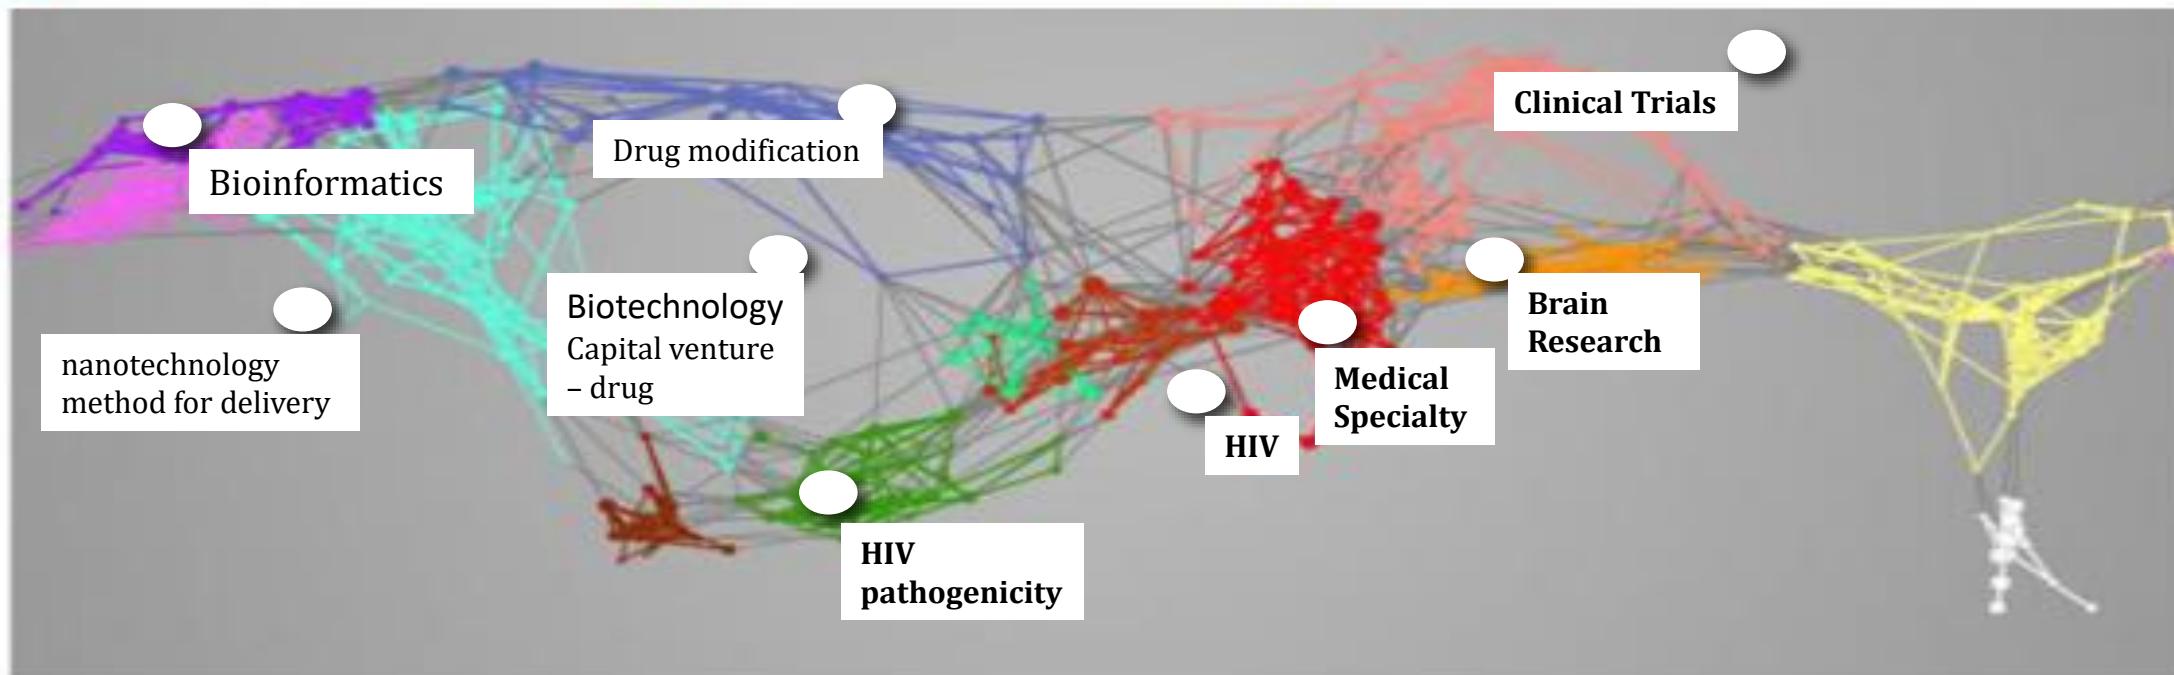 Clinical Trials
Drug modification
Bioinformatics
Biotechnology
Capital venture
– drug
Brain
Research
nanotechnology
method for delivery
Medical
Specialty
HIV
HIV
pathogenicity